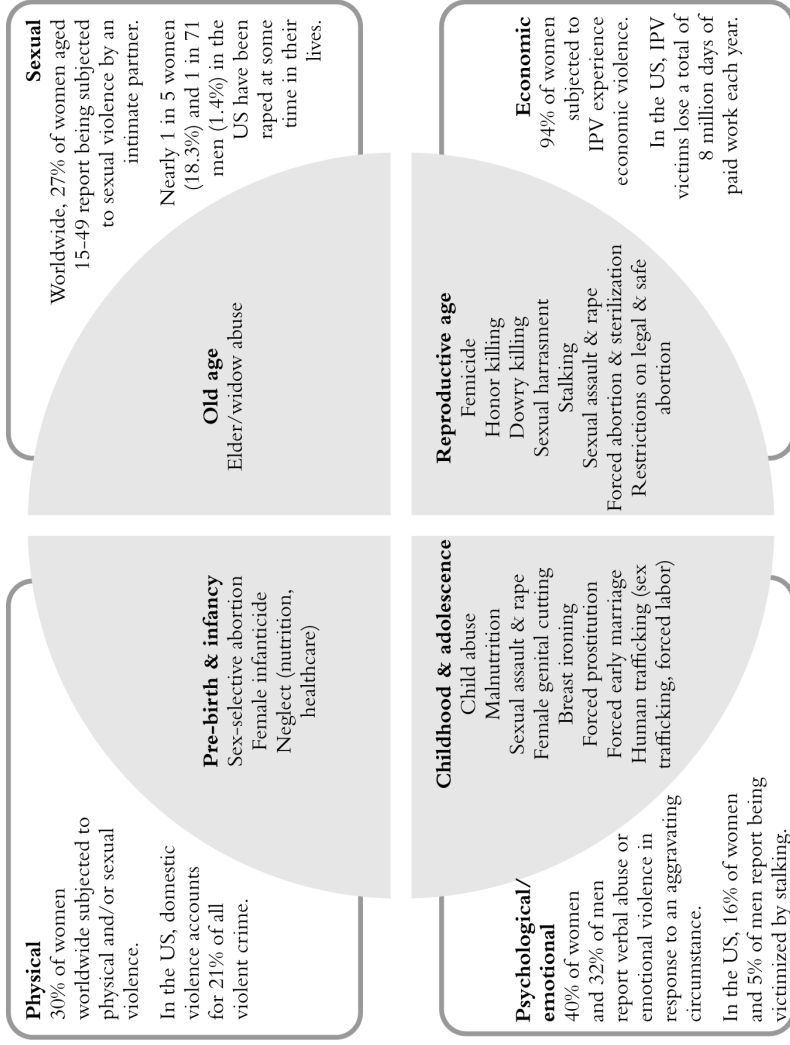 Physical
30% of women
worldwide subjected to
physical and/or sexual
violence.
In the US, domestic
violence accounts
for 21% of all
violent crime.
Sexual
Worldwide, 27% of women aged
15–49 report being subjected
to sexual violence by an
intimate partner.
Nearly 1 in 5 women
(18.3%) and 1 in 71
men (1.4%) in the
US have been
raped at some
time in their
lives.
Pre-birth & infancy
Sex-selective abortion
Female infanticide
Neglect (nutrition,
healthcare)
Old age
Elder/widow abuse
Childhood & adolescence
Child abuse
Malnutrition
Sexual assault & rape
Female genital cutting
Breast ironing
Forced prostitution
Forced early marriage
Human trafficking (sex
trafficking, forced labor)
Reproductive age
Femicide
Honor killing
Dowry killing
Sexual harrasment
Stalking
Sexual assault & rape
Forced abortion & sterilization
Restrictions on legal & safe
abortion
Psychological/
emotional
40% of women
and 32% of men
report verbal abuse or
emotional violence in
response to an aggravating
circumstance.
In the US, 16% of women
and 5% of men report being
victimized by stalking.
Economic
94% of women
subjected to
IPV experience
economic violence.
In the US, IPV
victims lose a total of
8 million days of
paid work each year.